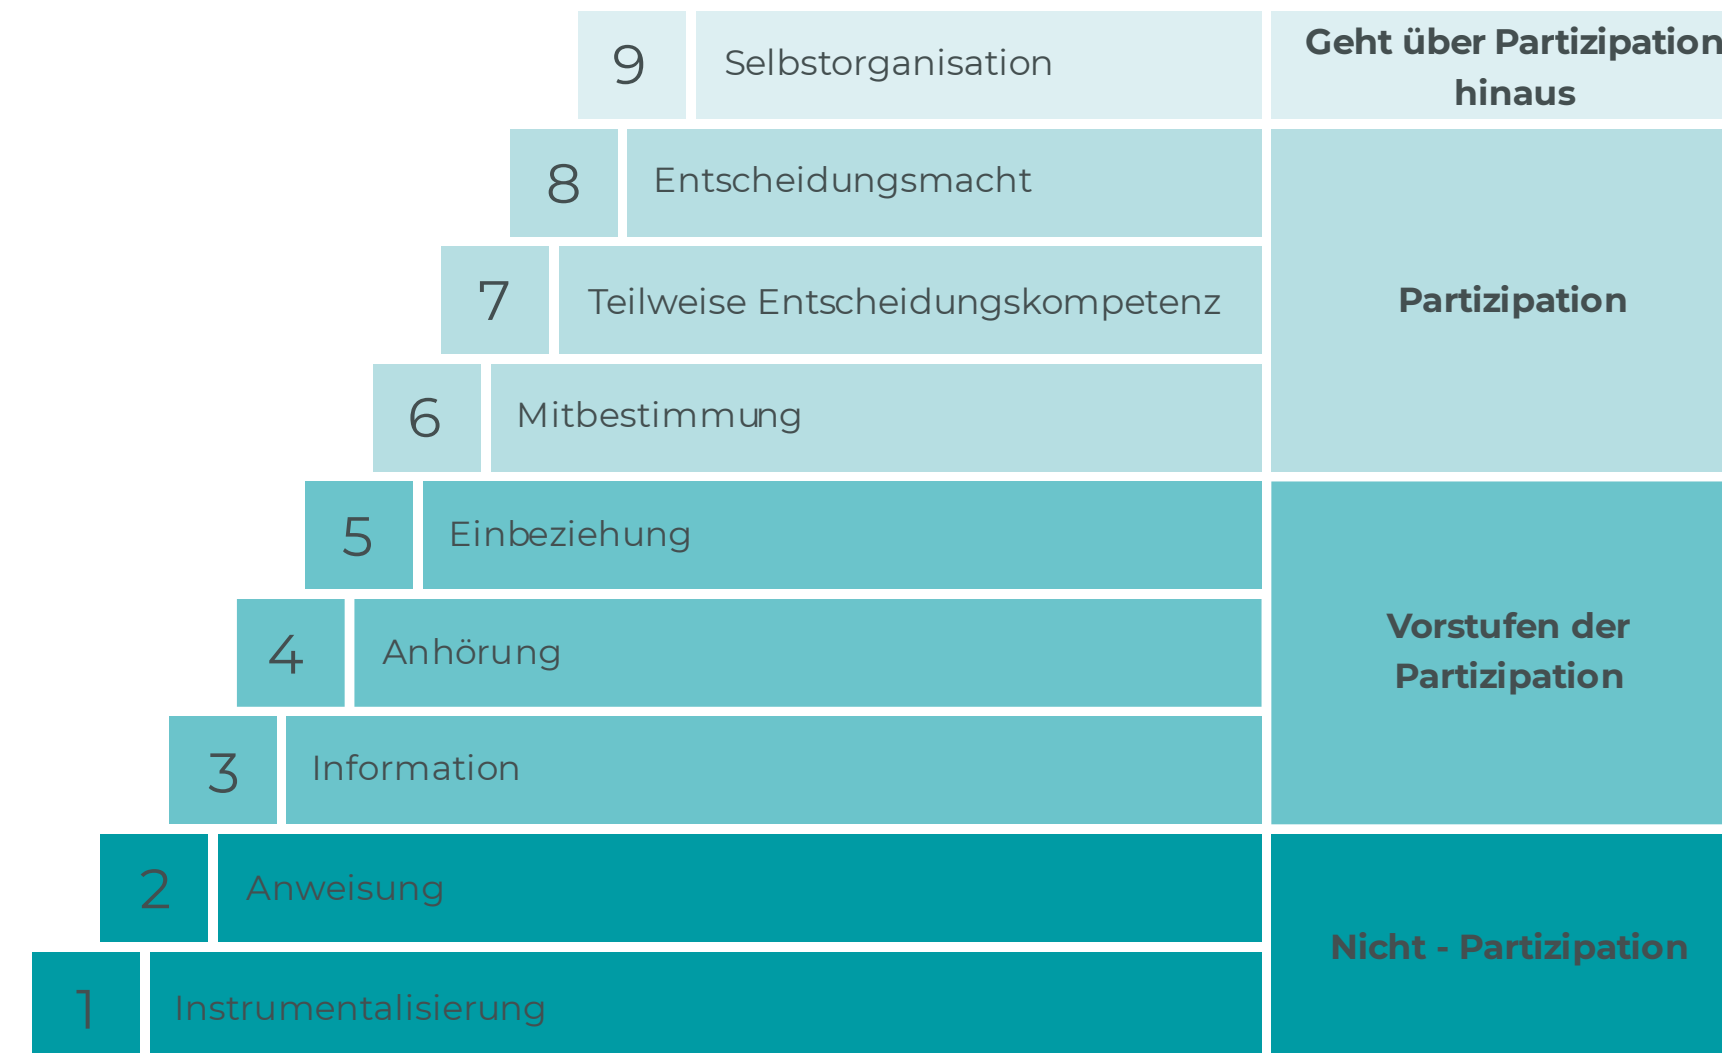 9 Selbstorganisation
Geht über Partizipation
hinaus
8 Entscheidungsmacht
7 Teilweise Entscheidungskompetenz
Partizipation
6 Mitbestimmung
5 Einbeziehung
4 Anhörung
Vorstufen der
Partizipation
3 Information
2 Anweisung
Nicht - Partizipation
1 Instrumentalisierung